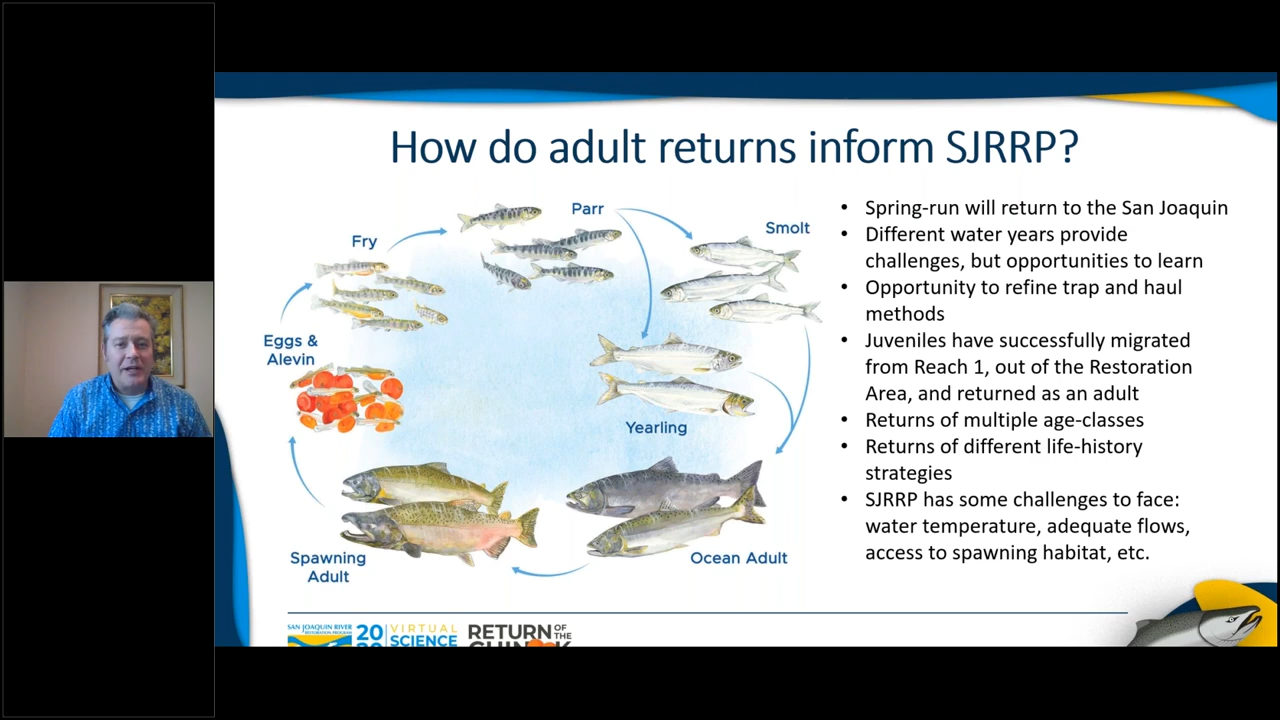 How do adult returns inform SJRRP?
Parr
Smolt
Fry
Eggs &
Alevin
Yearling
Spawning
Adult
Ocean Adult
• Spring-run will return to the San Joaquin
• Different water years provide
challenges, but opportunities to learn
• Opportunity to refine trap and haul
methods
• Juveniles have successfully migrated
from Reach 1, out of the Restoration
Area, and returned as an adult
• Returns of multiple age-classes
• Returns of different life-history
strategies
• SJRRP has some challenges to face:
water temperature, adequate flows,
access to spawning habitat, etc.
SAN JOAQUIN RIVER
RESTORATION PROGRAM
20
VIRTUAL
SCIENCE
RETURN OF THE